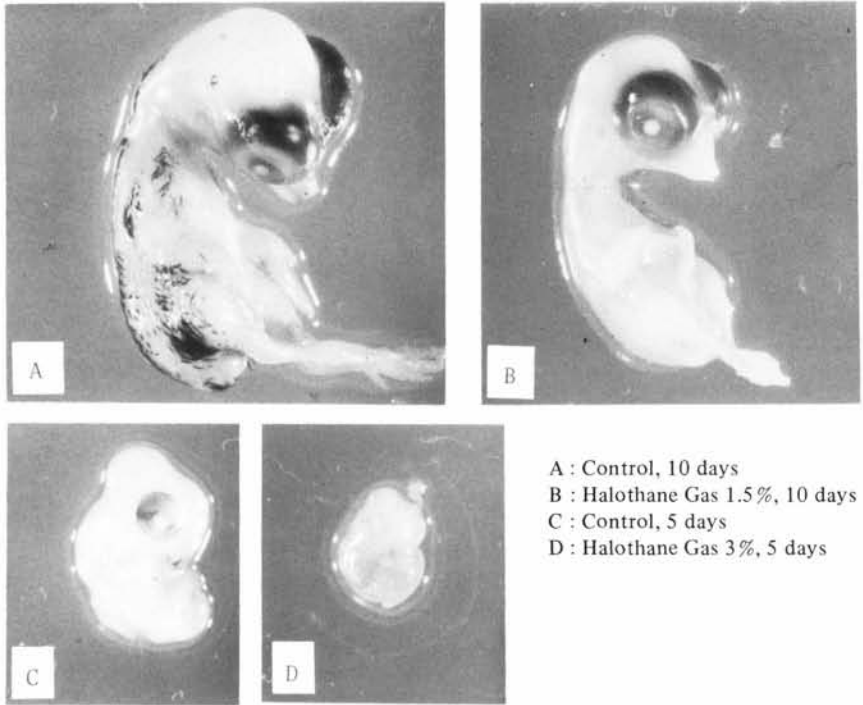 A
B
C
D
A : Control, 10 days
B : Halothane Gas 1.5%, 10 days
C : Control, 5 days
D : Halothane Gas 3%, 5 days